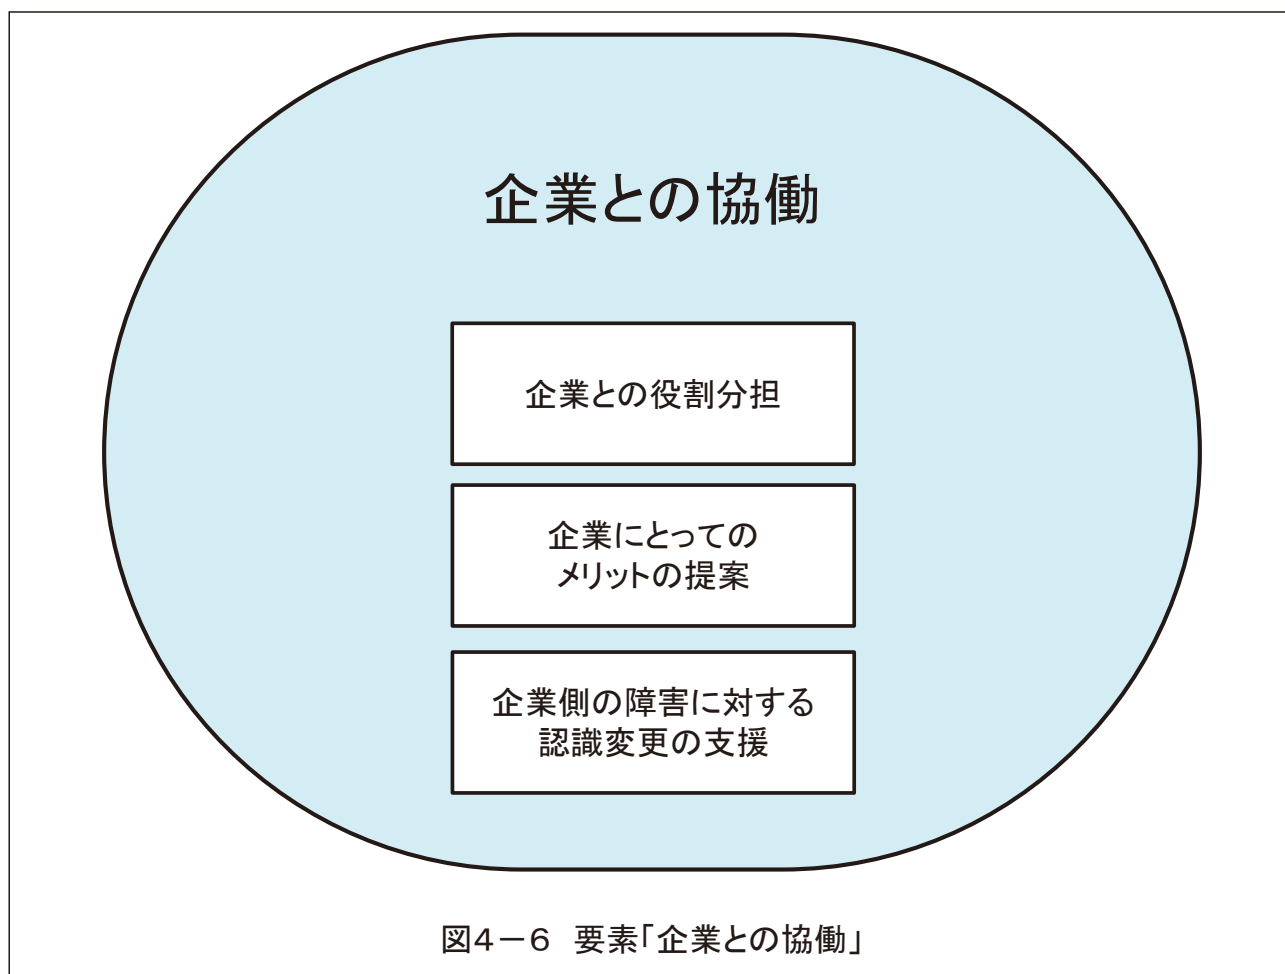 企業との協働
企業との役割分担
企業にとっての
メリットの提案
企業側の障害に対する
認識変更の支援
図4－6 要素「企業との協働」